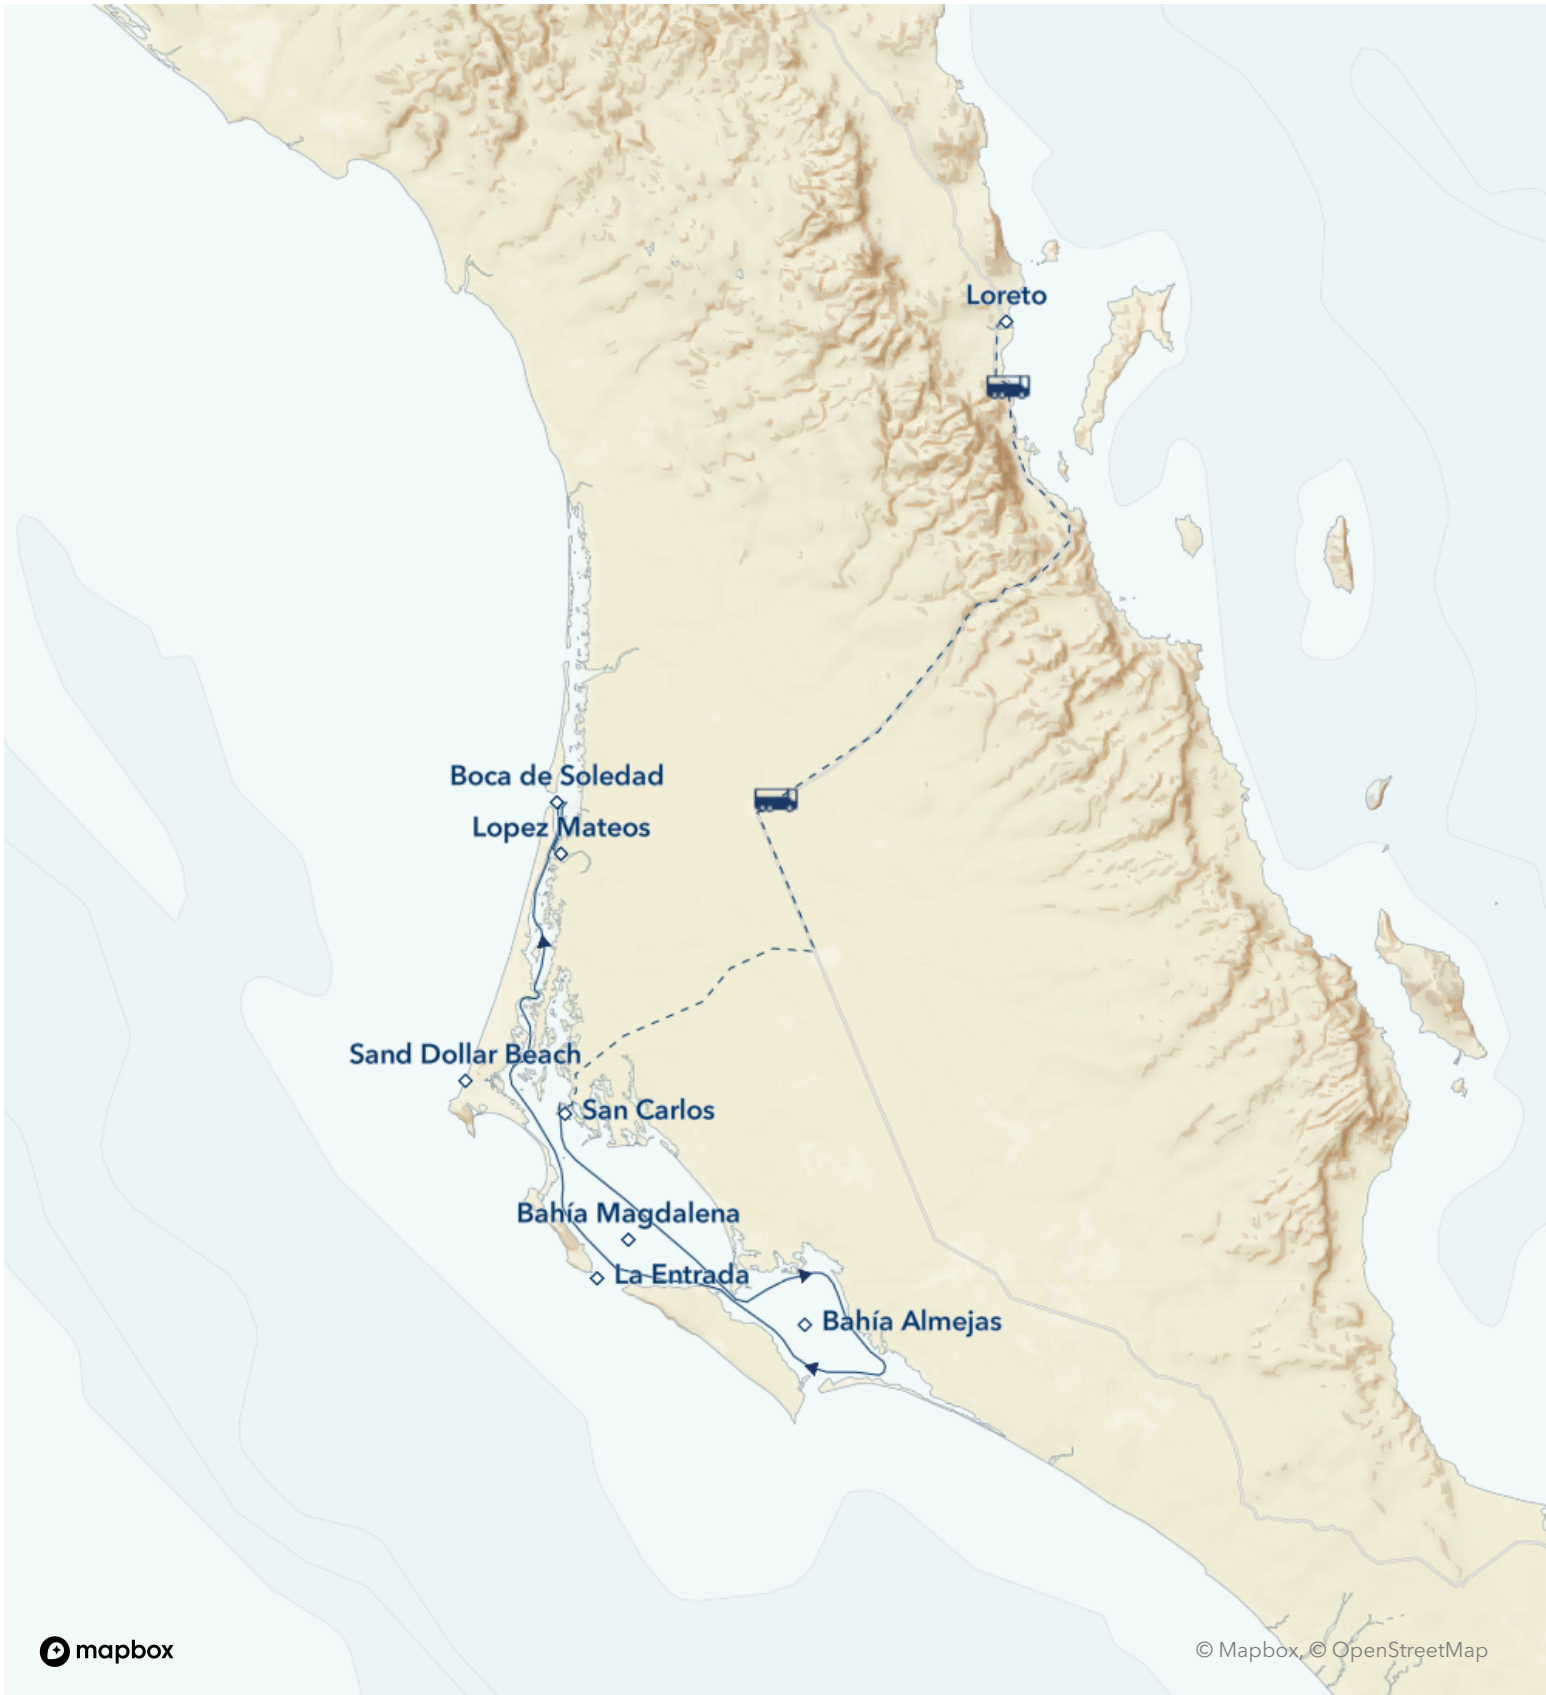 Loreto
Boca de Soledad
Lopez Mateos
Sand Dollar Beach
San Carlos
Bahía Magdalena
La Entrada
Bahía Almejas
mapbox
© Mapbox, © OpenStreetMap